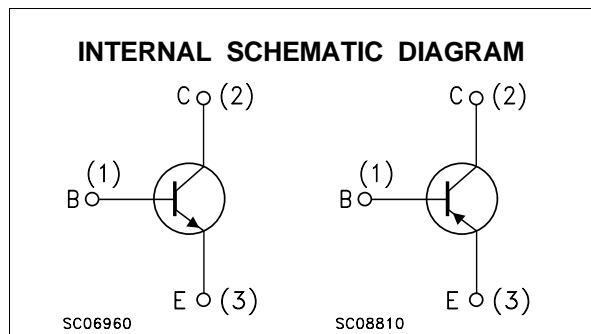 INTERNAL SCHEMATIC DIAGRAM
C (2)
C (2)
(1)
(1)
B
B
E (3)
E (3)
SC06960
SC08810